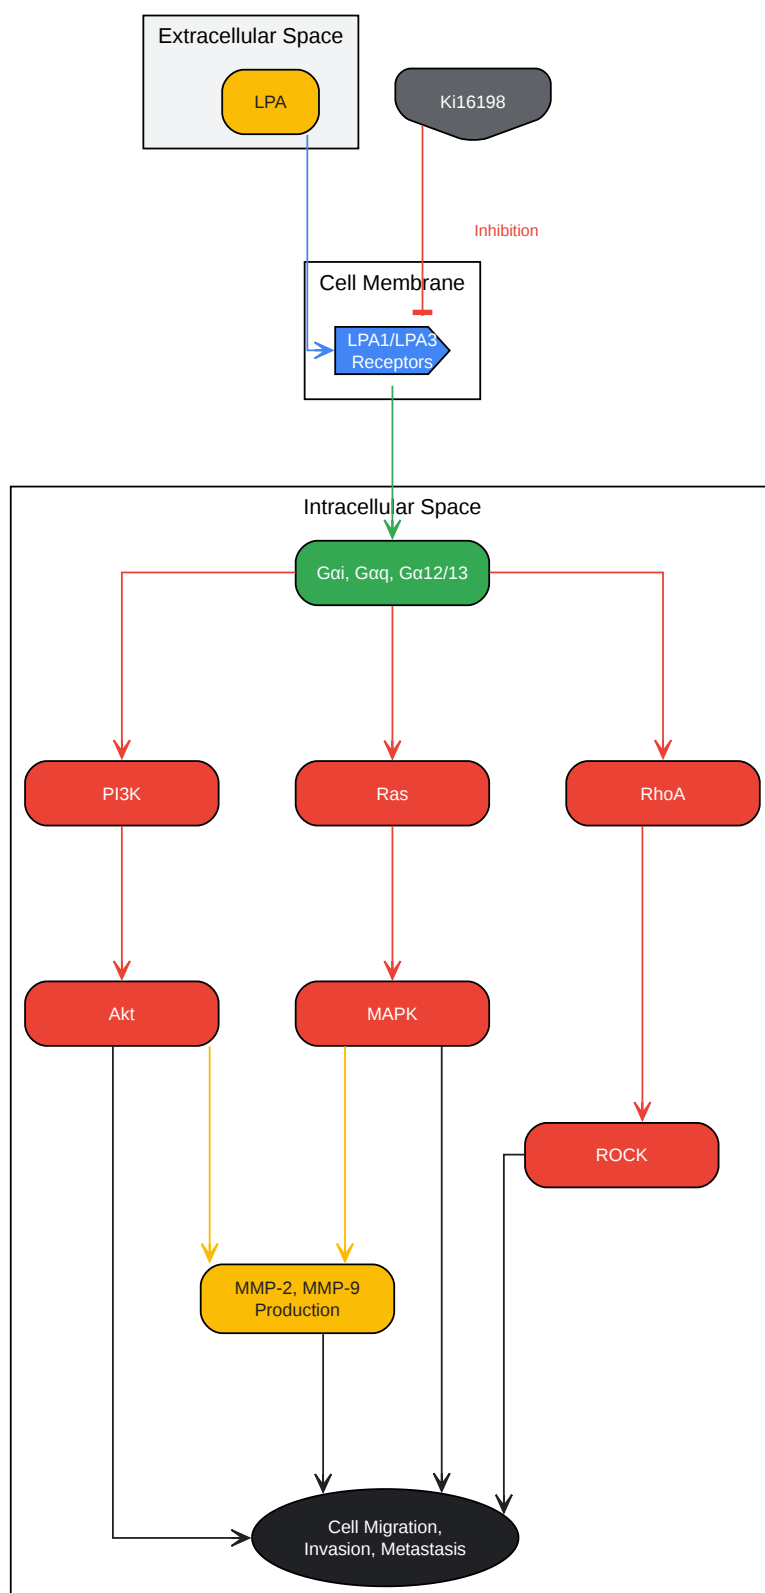 Extracellular Space
LPA
Ki16198
Inhibition
Cell Membrane
LPA1/LPA3
Receptors
Intracellular Space
Gαi, Gαq, Gα12/13
PI3K
Ras
RhoA
Akt
MAPK
ROCK
MMP-2, MMP-9
Production
Cell Migration,
Invasion, Metastasis